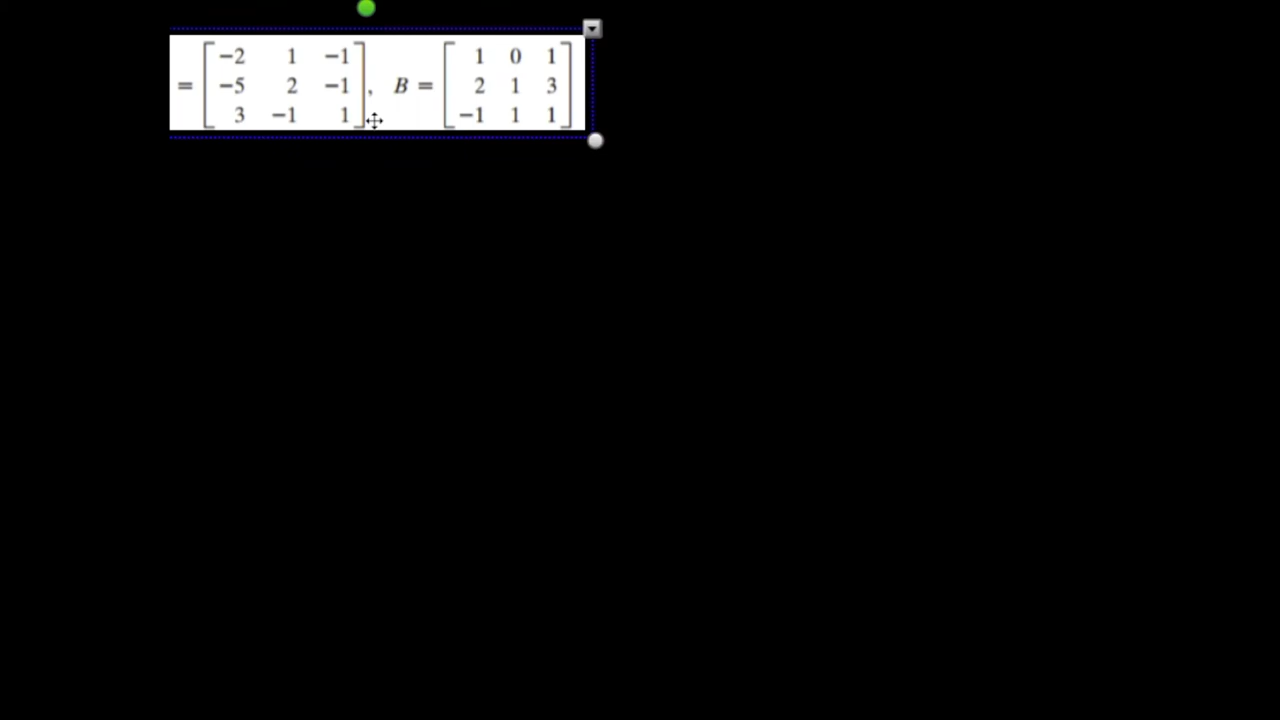 = [ −2 1 −1 ] , B = [ 1 0 1 ]
[ −5 2 −1 ] [ 2 1 3 ]
[ 3 −1 1 ] [ −1 1 1 ]